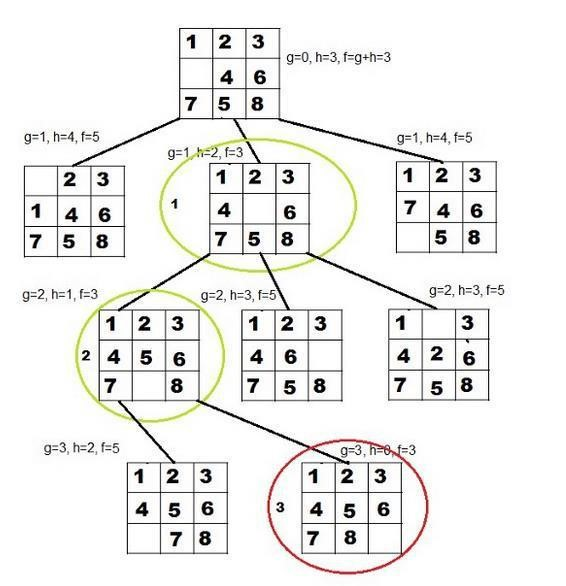 1 2 3
g=0, h=3, f=g+h=3
4 6
7 5 8
g=1, h=4, f=5
g=1, h=2, f=3
g=1, h=4, f=5
2 3
1 4 6
7 5 8
1
1 2 3
4 6
7 5 8
1 2 3
7 4 6
5 8
g=2, h=1, f=3
g=2, h=3, f=5
g=2, h=3, f=5
2
1 2 3
4 5 6
7 8
1 2 3
4 6
7 5 8
1 3
4 2 6
7 5 8
g=3, h=2, f=5
g=3, h=0, f=3
1 2 3
4 5 6
7 8
3
1 2 3
4 5 6
7 8